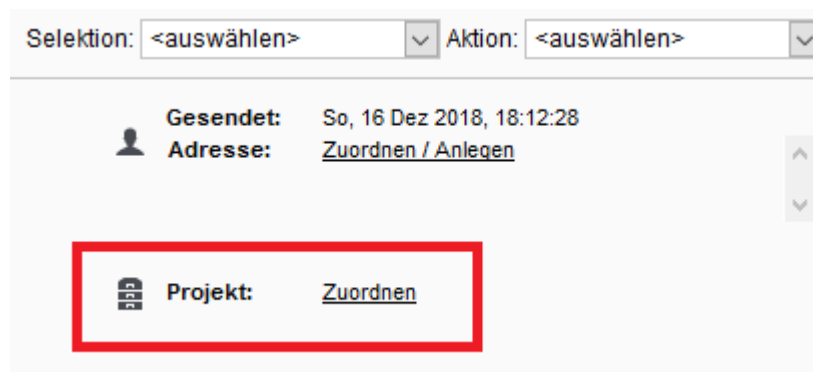 Selektion: <auswählen> Aktion: <auswählen>
Gesendet: So, 16 Dez 2018, 18:12:28
Adresse: Zuordnen / Anlegen
Projekt: Zuordnen